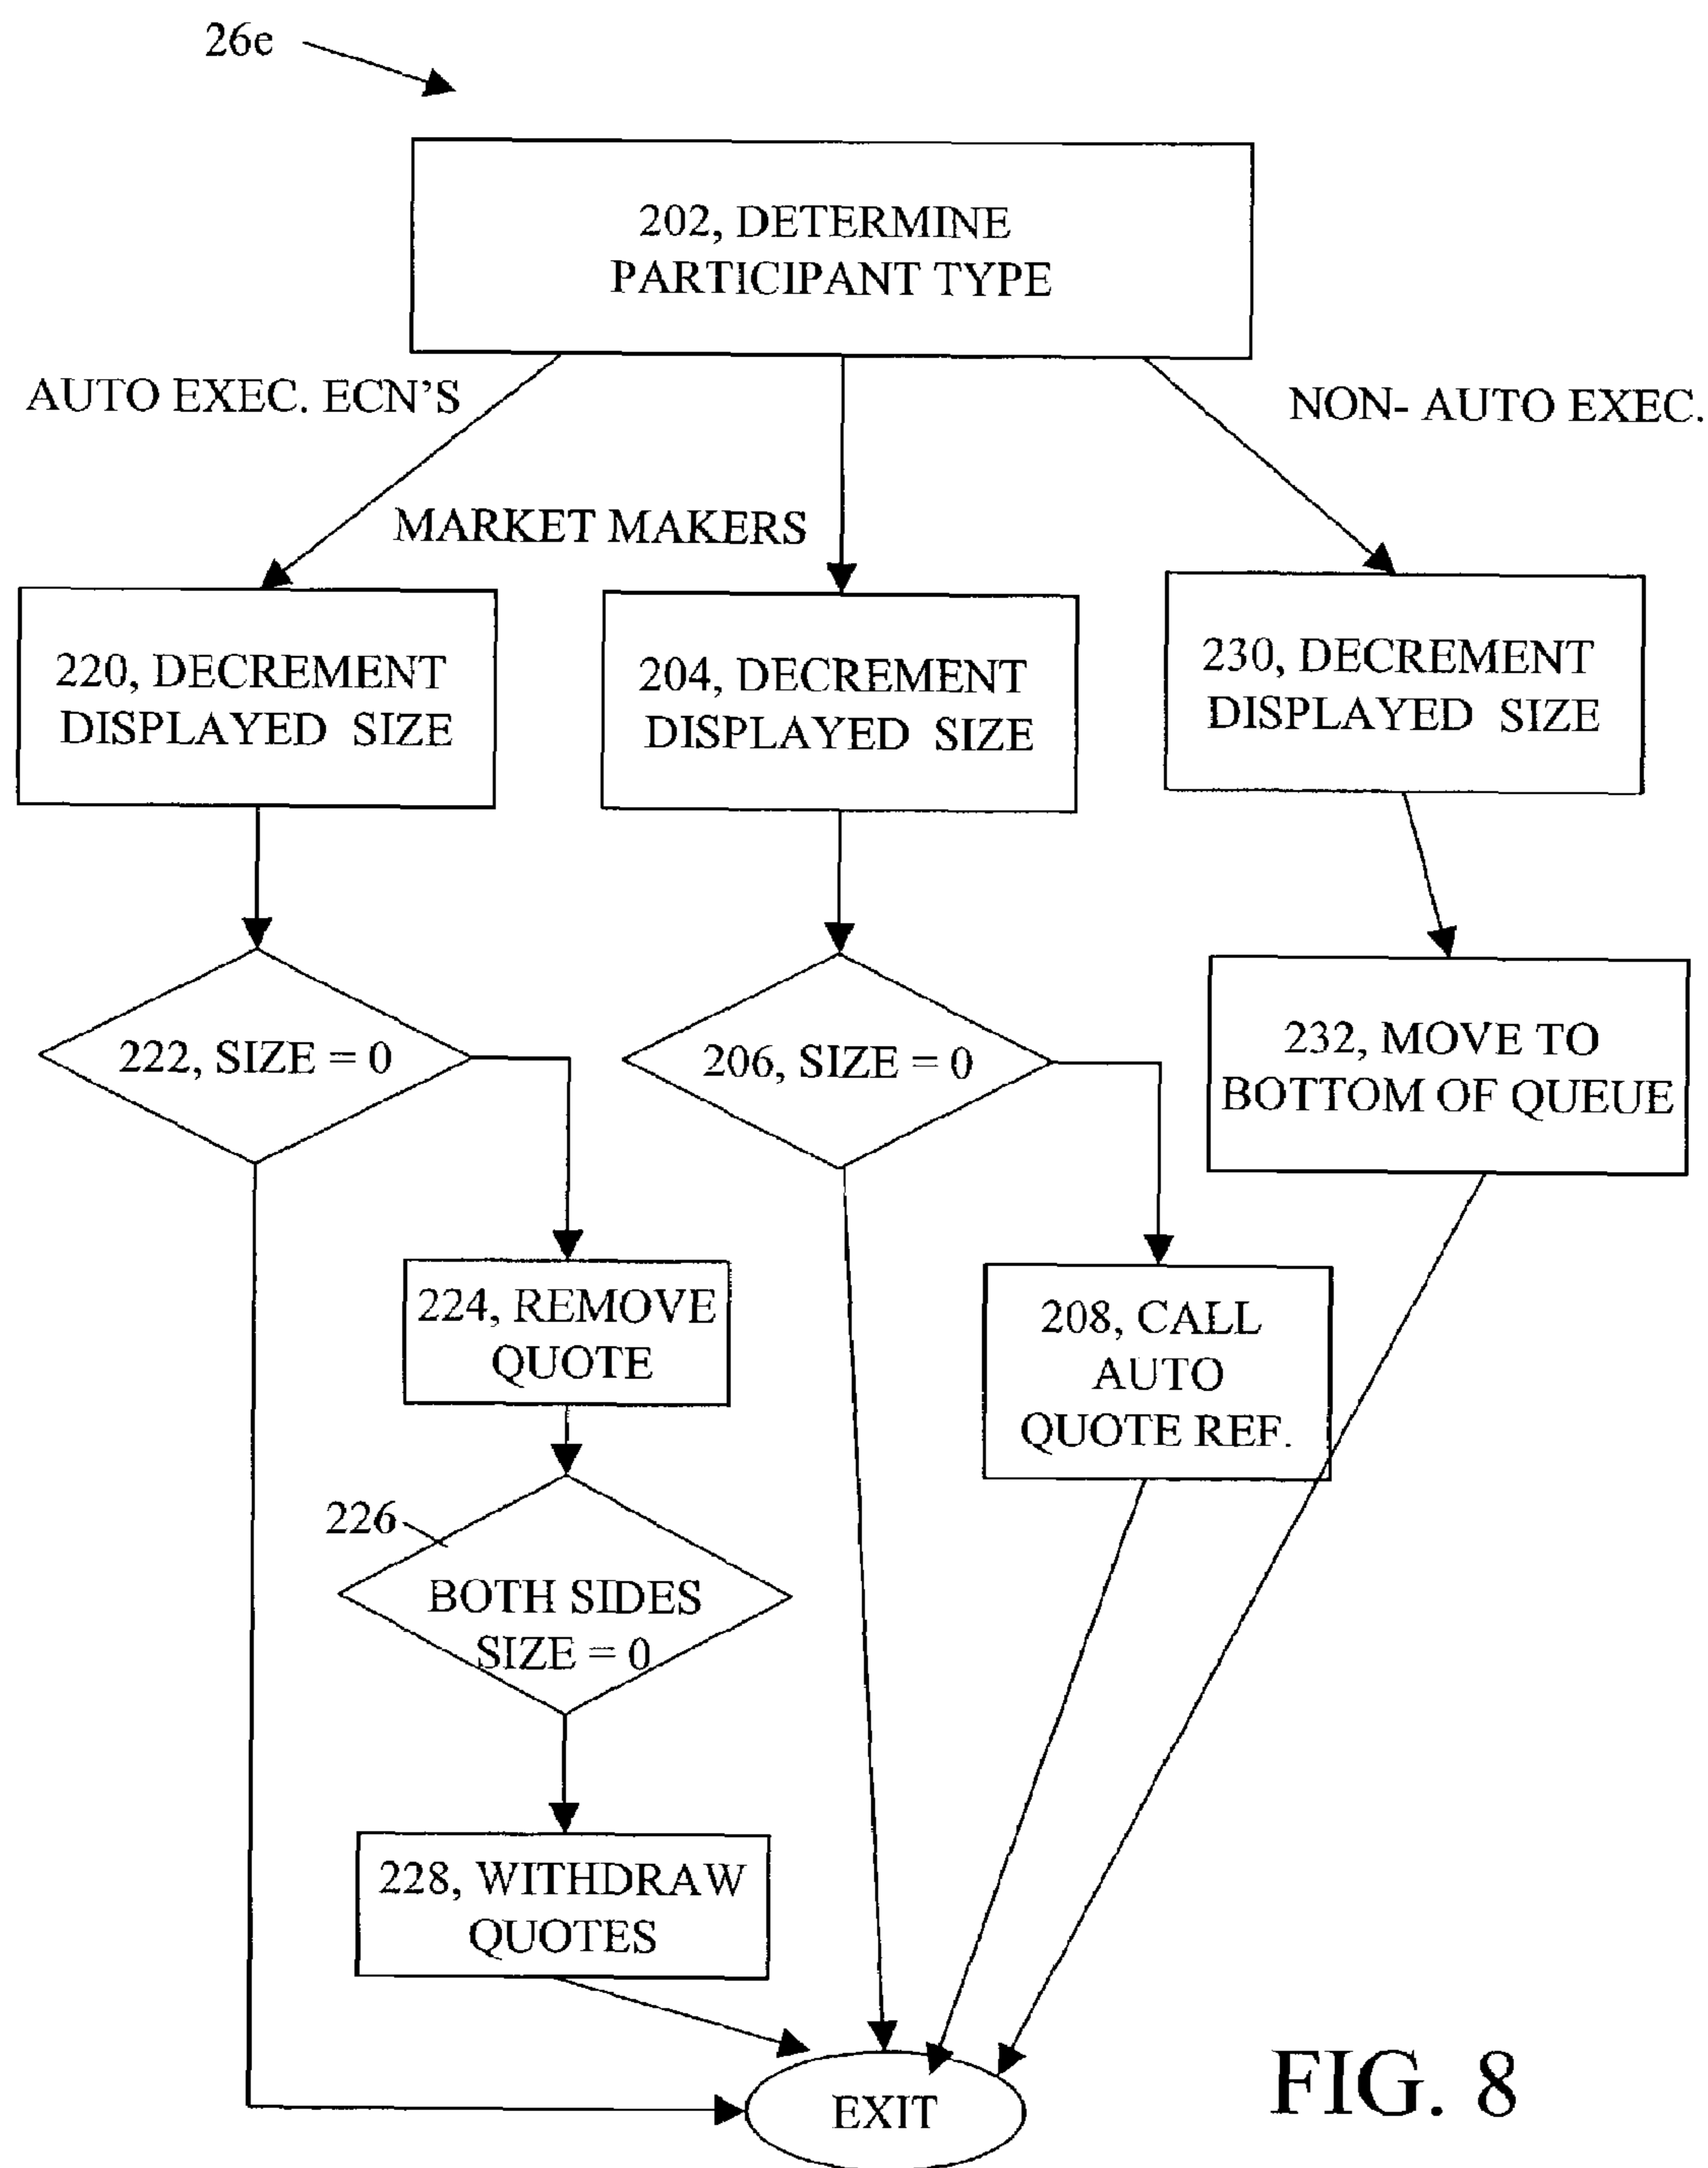 26e
202, DETERMINE
PARTICIPANT TYPE
AUTO EXEC. ECN'S
NON- AUTO EXEC.
MARKET MAKERS
220, DECREMENT
DISPLAYED SIZE
204, DECREMENT
DISPLAYED SIZE
230, DECREMENT
DISPLAYED SIZE
222, SIZE = 0
206, SIZE = 0
232, MOVE TO
BOTTOM OF QUEUE
224, REMOVE
QUOTE
208, CALL
AUTO
QUOTE REF.
226
BOTH SIDES
SIZE = 0
228, WITHDRAW
QUOTES
EXIT
FIG. 8